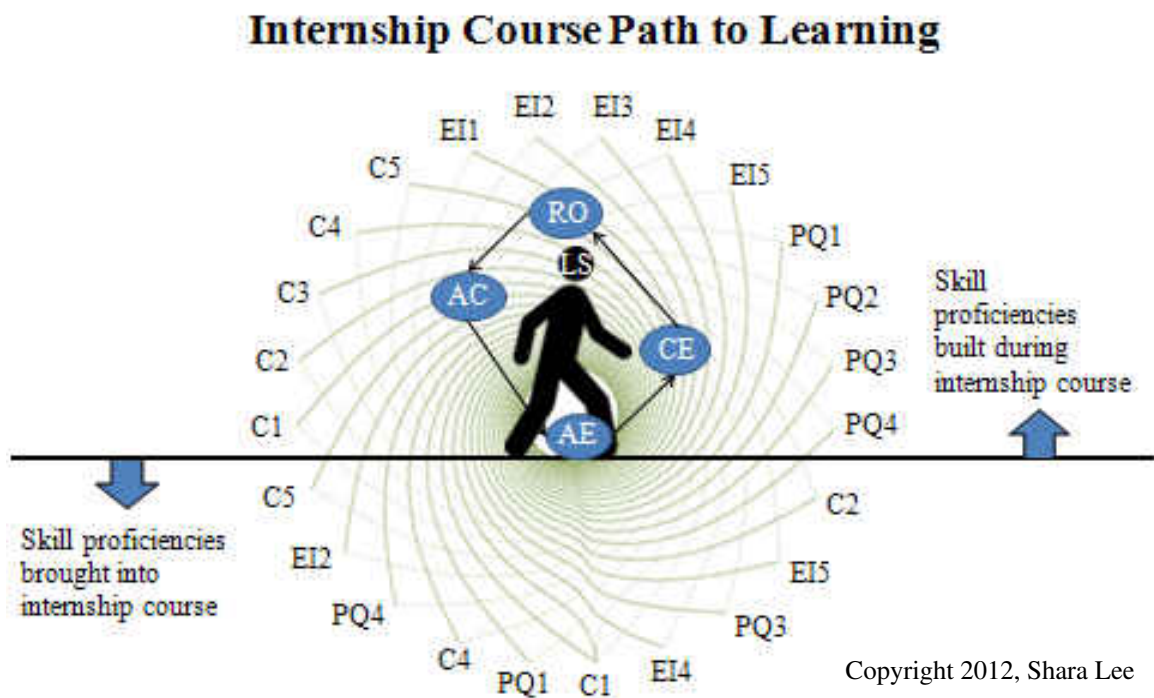 Internship Course Path to Learning
EI2
EI3
EI1
EI4
C5
EI5
RO
C4
PQ1
LS
AC
C3
PQ2
CE
C2
PQ3
C1
PQ4
AE
Skill
proficiencies
built during
internship course
C5
C2
Skill proficiencies
brought into
internship course
EI2
EI5
PQ4
PQ3
C4
EI4
PQ1
C1
Copyright 2012, Shara Lee